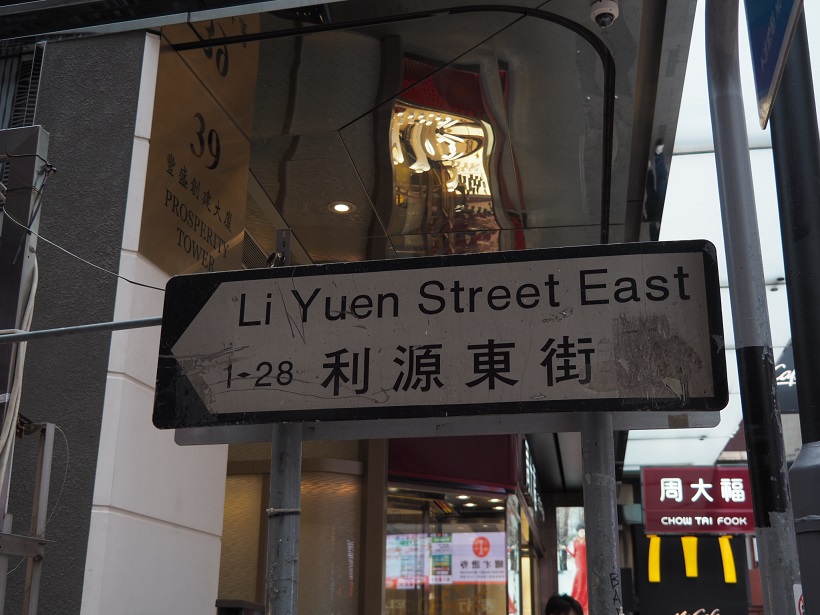 39
豐盛創建大廈
PROSPERITY
TOWER
Li Yuen Street East
1-28 利源東街
周大福
CHOW TAI FOOK